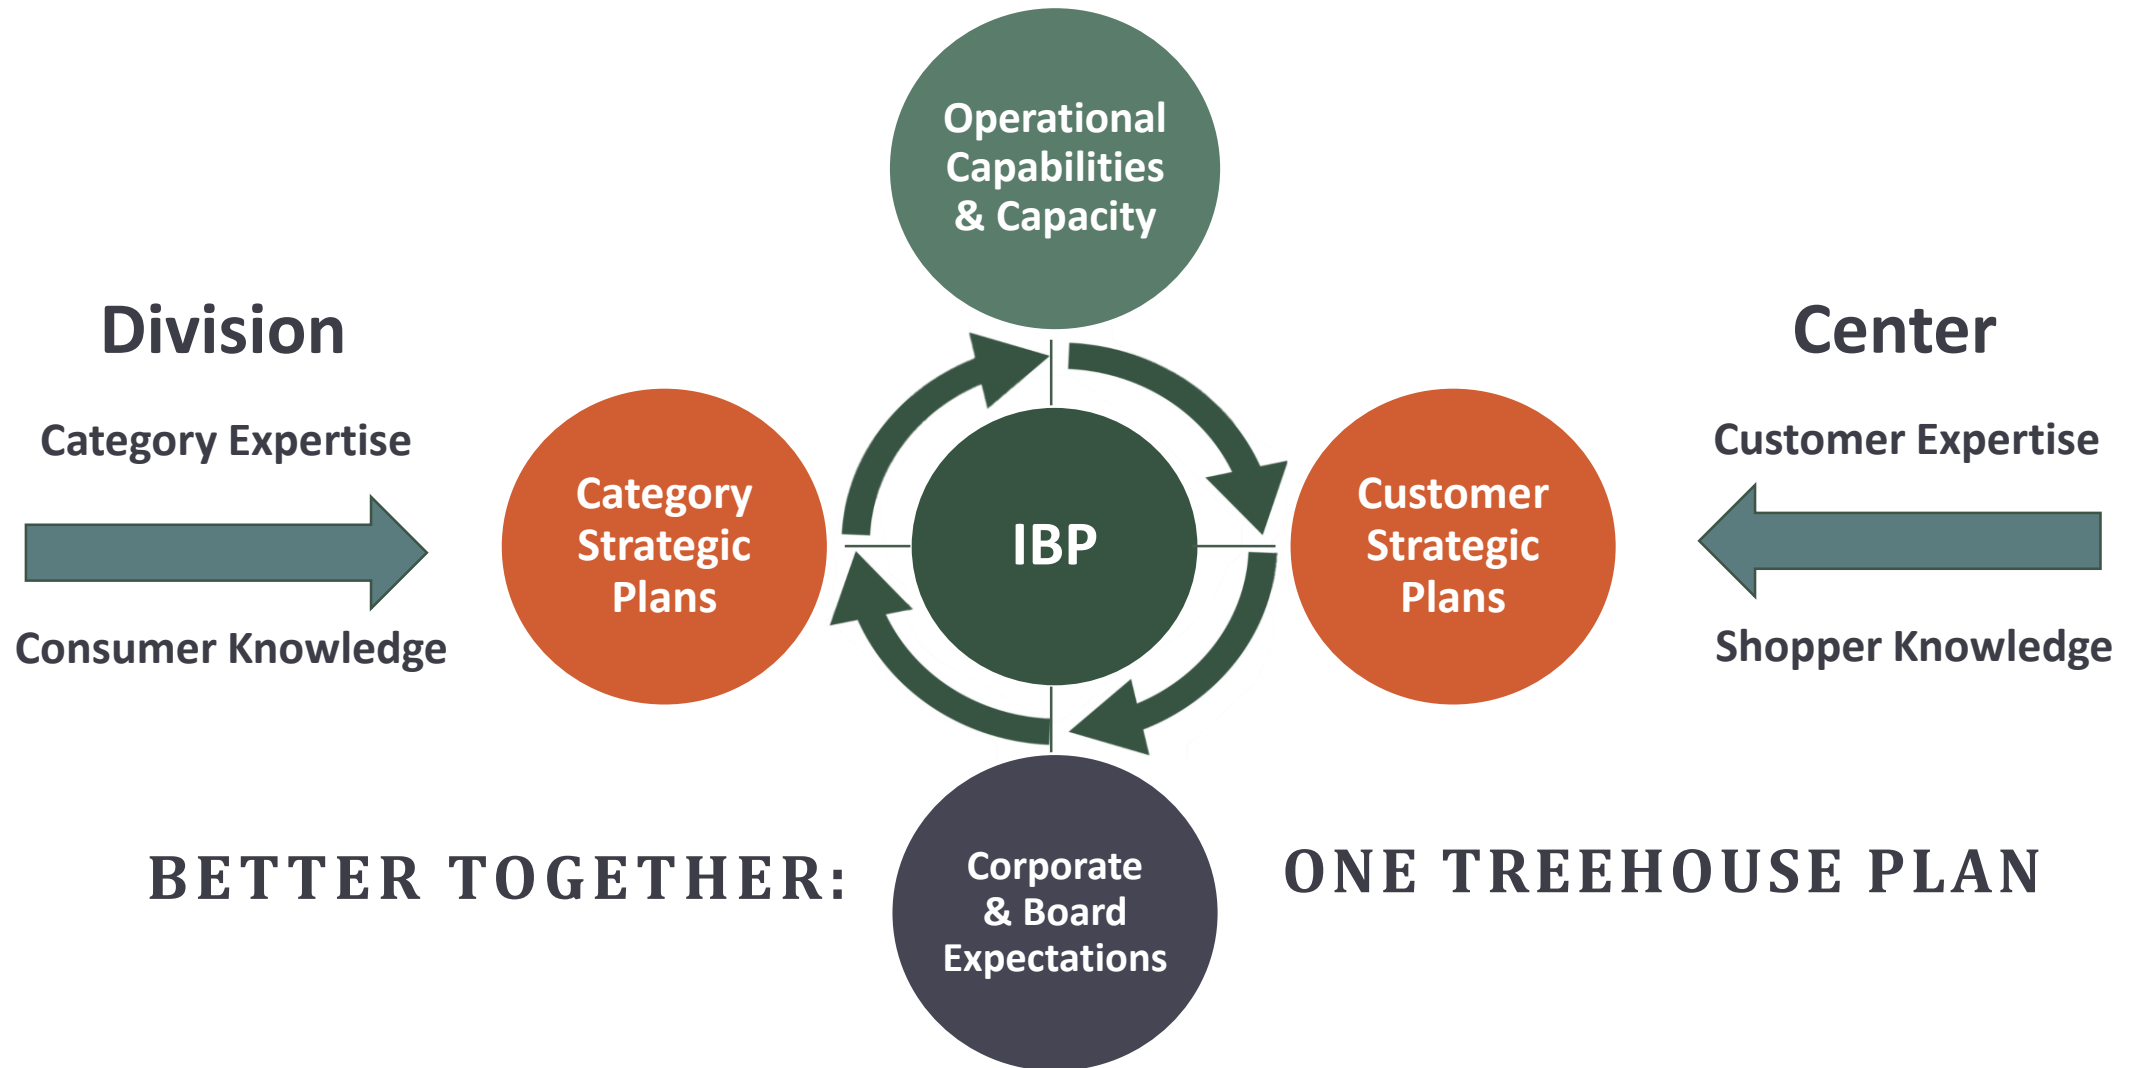 Operational
Capabilities
& Capacity
Division
Category Expertise
Consumer Knowledge
Category
Strategic
Plans
IBP
Customer
Strategic
Plans
Center
Customer Expertise
Shopper Knowledge
BETTER TOGETHER:
Corporate
& Board
Expectations
ONE TREEHOUSE PLAN